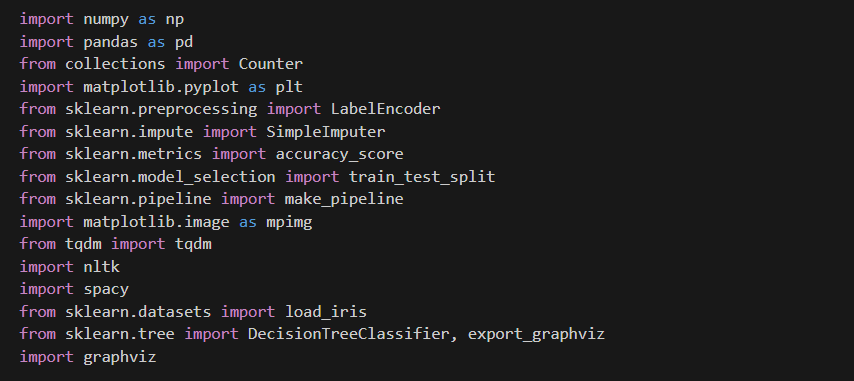 import numpy as np
import pandas as pd
from collections import Counter
import matplotlib.pyplot as plt
from sklearn.preprocessing import LabelEncoder
from sklearn.impute import SimpleImputer
from sklearn.metrics import accuracy_score
from sklearn.model_selection import train_test_split
from sklearn.pipeline import make_pipeline
import matplotlib.image as mpimg
from tqdm import tqdm
import nltk
import spacy
from sklearn.datasets import load_iris
from sklearn.tree import DecisionTreeClassifier, export_graphviz
import graphviz